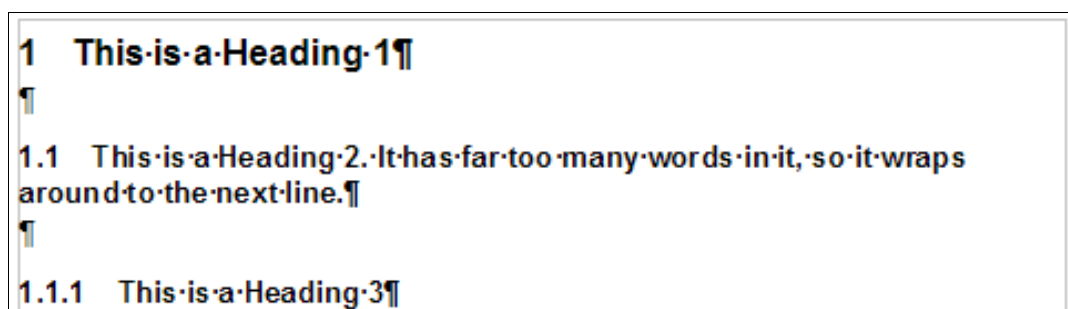 1 This·is·a·Heading·1¶
¶
1.1 This·is·a·Heading·2.·It·has·far·too·many·words·in·it,·so·it·wraps
around·to·the·next·line.¶
¶
1.1.1 This·is·a·Heading·3¶